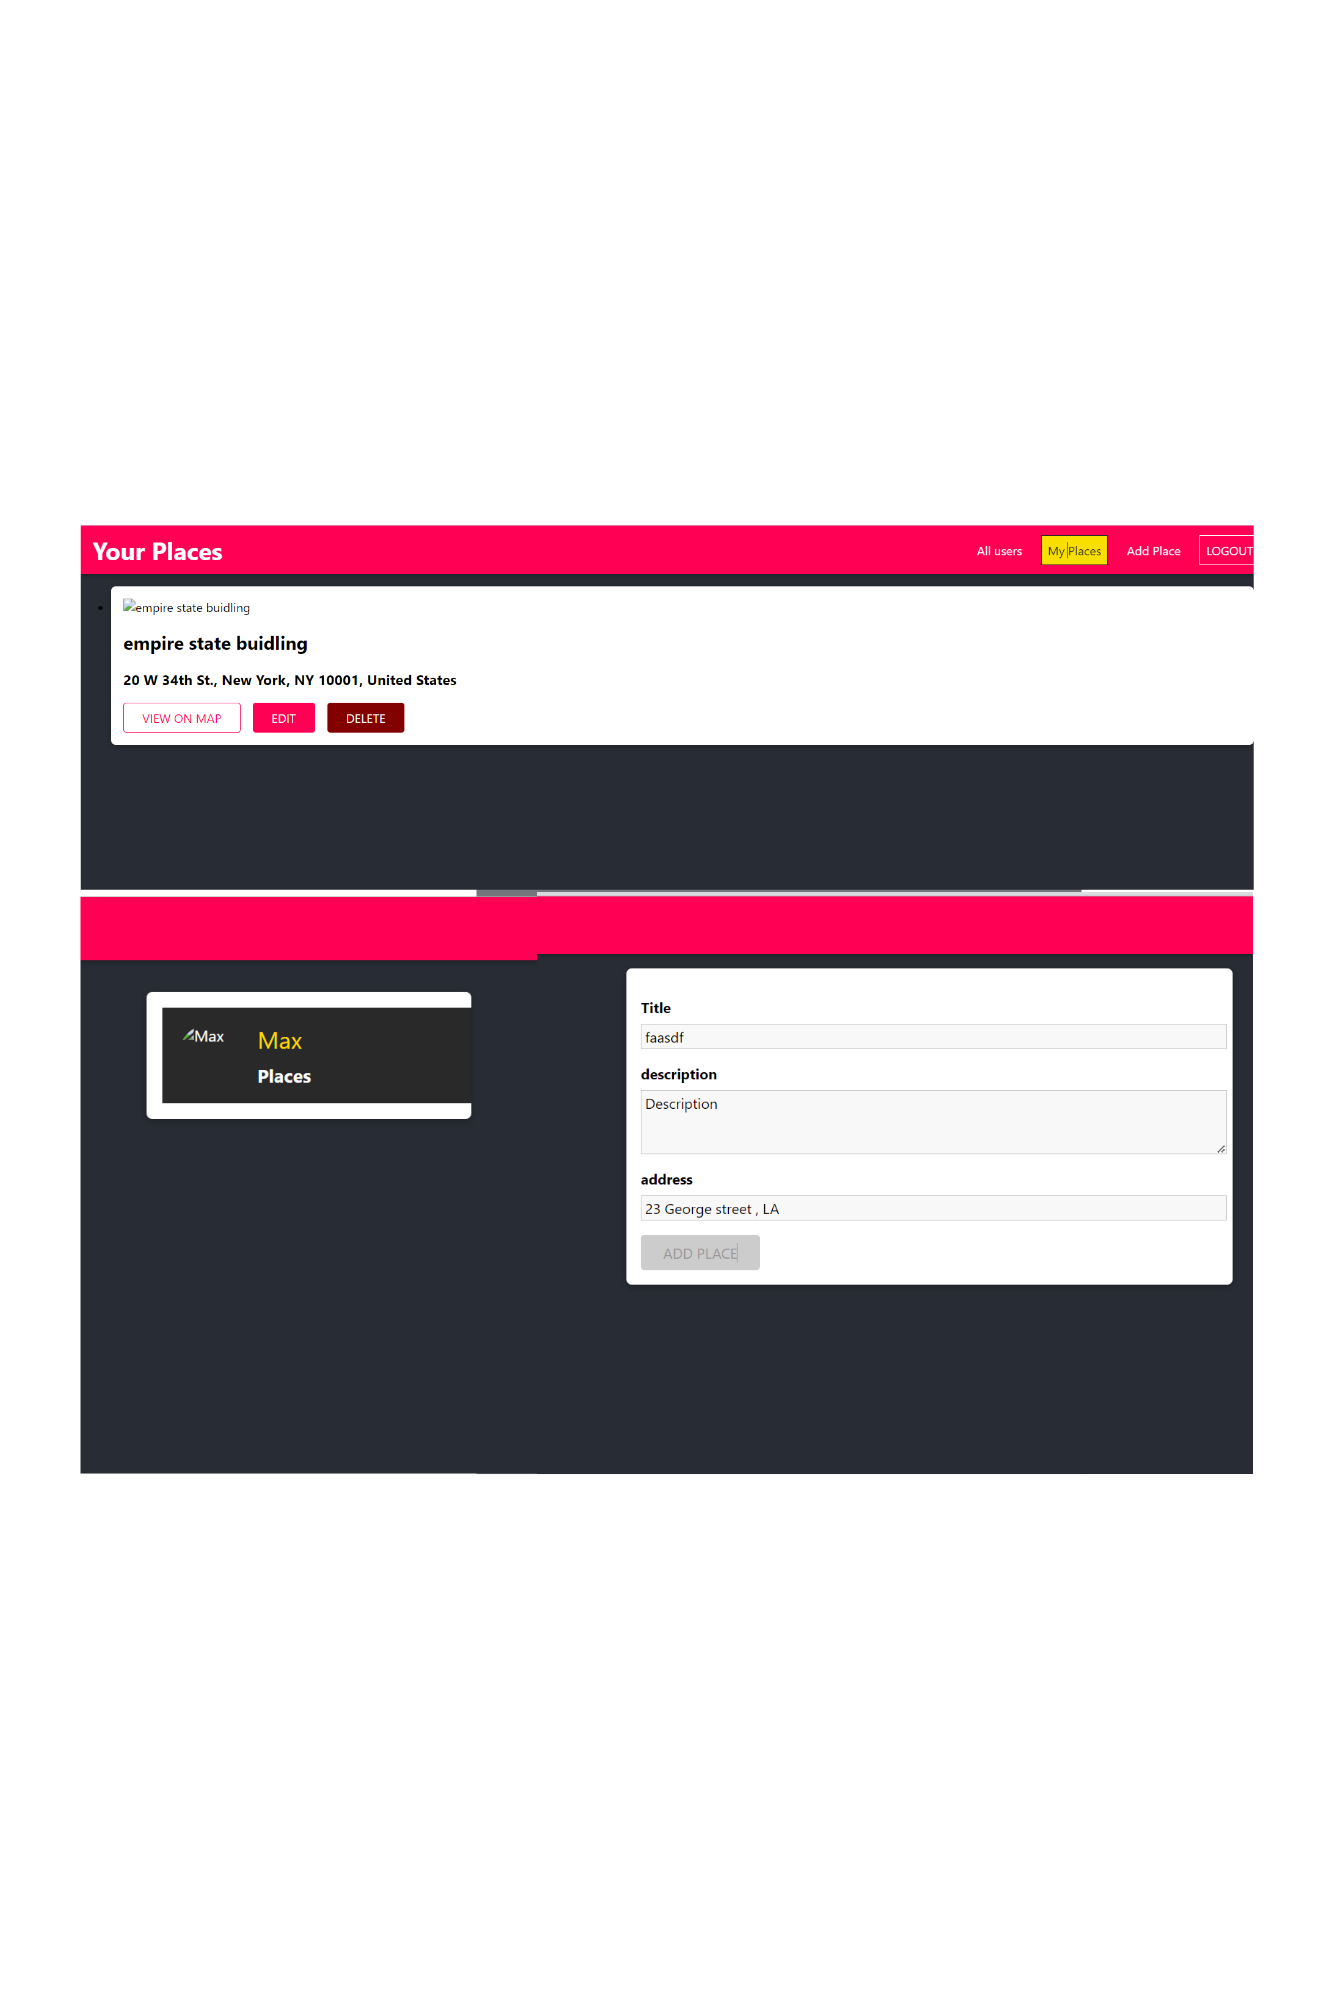 Your Places
All users
My Places
Add Place
LOGOUT
empire state buidling
empire state buidling
20 W 34th St., New York, NY 10001, United States
VIEW ON MAP
EDIT
DELETE
Max
Max
Places
Title
faasdf
description
Description
address
23 George street , LA
ADD PLACE